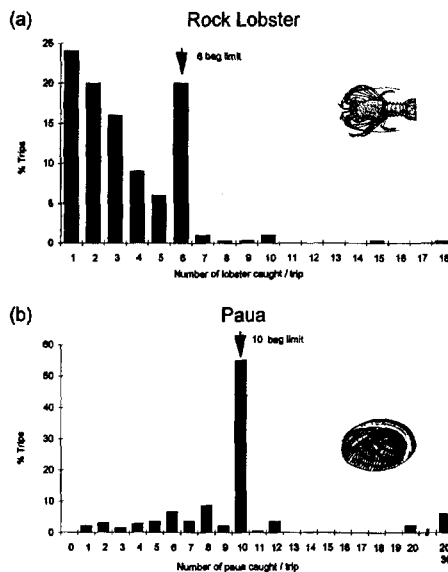 (a) Rock Lobster
6 bag limit
25
20
15
10
5
0
% Trips
1 2 3 4 5 6 7 8 9 10 11 12 13 14 15 16 17 18
Number of lobster caught / trip
(b) Paua
10 bag limit
60
50
40
30
20
10
0
% Trips
0 1 2 3 4 5 6 7 8 9 10 11 12 13 14 15 16 17 18 19 20
Number of paua caught / trip